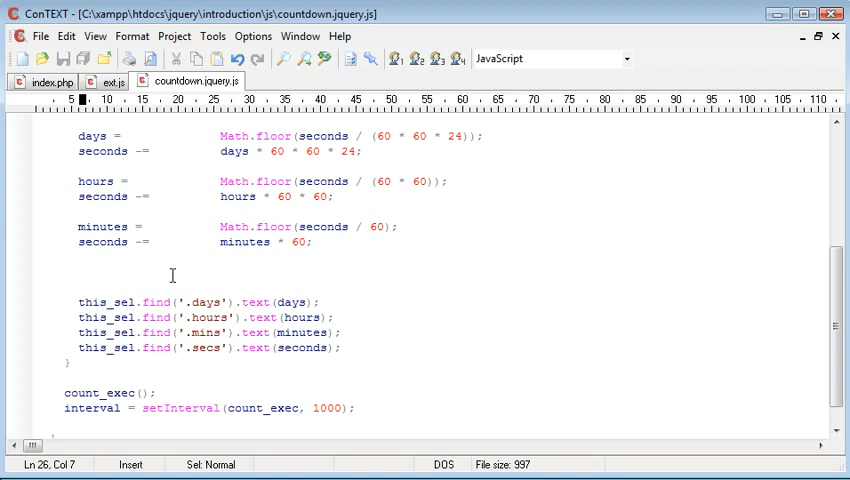 ConTEXT - [C:\xampp\htdocs\jquery\introduction\js\countdown.jquery.js]
File Edit View Format Project Tools Options Window Help
1 2 3 4 JavaScript
index.php ext.js countdown.jquery.js
5 10 15 20 25 30 35 40 45 50 55 60 65 70 75 80 85 90 95 100 105 110
days = Math.floor(seconds / (60 * 60 * 24));
seconds -= days * 60 * 60 * 24;
hours = Math.floor(seconds / (60 * 60));
seconds -= hours * 60 * 60;
minutes = Math.floor(seconds / 60);
seconds -= minutes * 60;
this_sel.find('.days').text(days);
this_sel.find('.hours').text(hours);
this_sel.find('.mins').text(minutes);
this_sel.find('.secs').text(seconds);
}
count_exec();
interval = setInterval(count_exec, 1000);
Ln 26, Col 7 Insert Sel: Normal DOS File size: 997